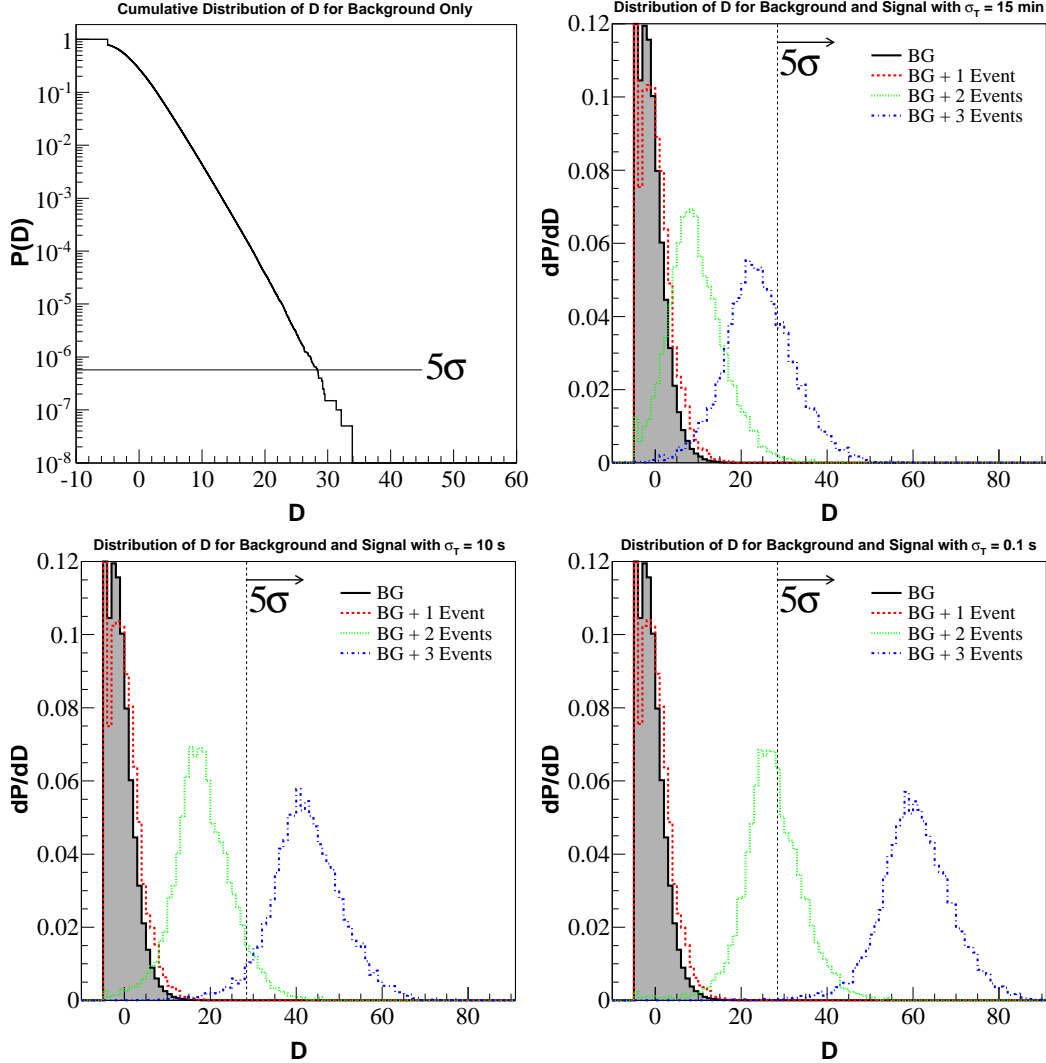 Cumulative Distribution of D for Background Only
P(D)
1
10⁻¹
10⁻²
10⁻³
10⁻⁴
10⁻⁵
10⁻⁶
10⁻⁷
10⁻⁸
5σ
-10 0 10 20 30 40 50 60
D
Distribution of D for Background and Signal with σ_T = 15 min
dP/dD
0.12
0.1
0.08
0.06
0.04
0.02
0
5σ
BG
BG + 1 Event
BG + 2 Events
BG + 3 Events
0 20 40 60 80
D
Distribution of D for Background and Signal with σ_T = 10 s
dP/dD
0.12
0.1
0.08
0.06
0.04
0.02
0
5σ
BG
BG + 1 Event
BG + 2 Events
BG + 3 Events
0 20 40 60 80
D
Distribution of D for Background and Signal with σ_T = 0.1 s
dP/dD
0.12
0.1
0.08
0.06
0.04
0.02
0
5σ
BG
BG + 1 Event
BG + 2 Events
BG + 3 Events
0 20 40 60 80
D